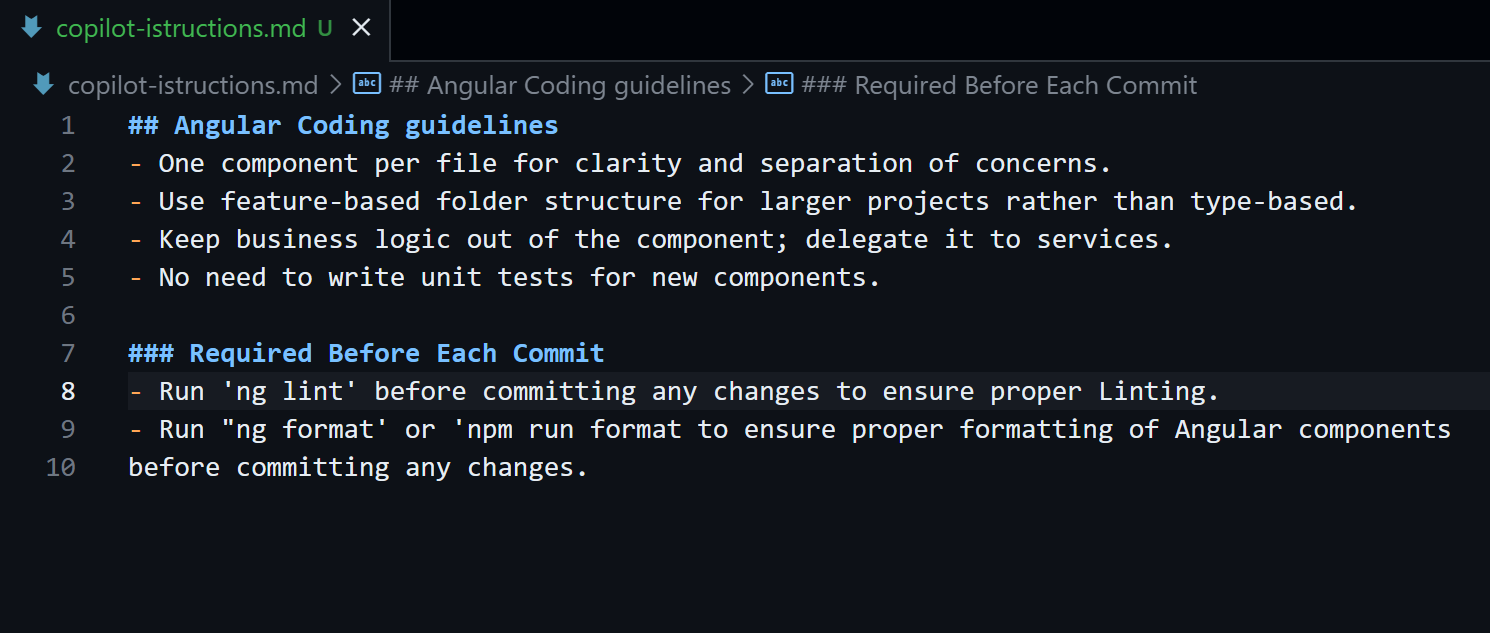 copilot-istructions.md U
copilot-istructions.md > abc ## Angular Coding guidelines > abc ### Required Before Each Commit
1 ## Angular Coding guidelines
2 - One component per file for clarity and separation of concerns.
3 - Use feature-based folder structure for larger projects rather than type-based.
4 - Keep business logic out of the component; delegate it to services.
5 - No need to write unit tests for new components.
6
7 ### Required Before Each Commit
8 - Run 'ng lint' before committing any changes to ensure proper Linting.
9 - Run "ng format' or 'npm run format to ensure proper formatting of Angular components
10 before committing any changes.